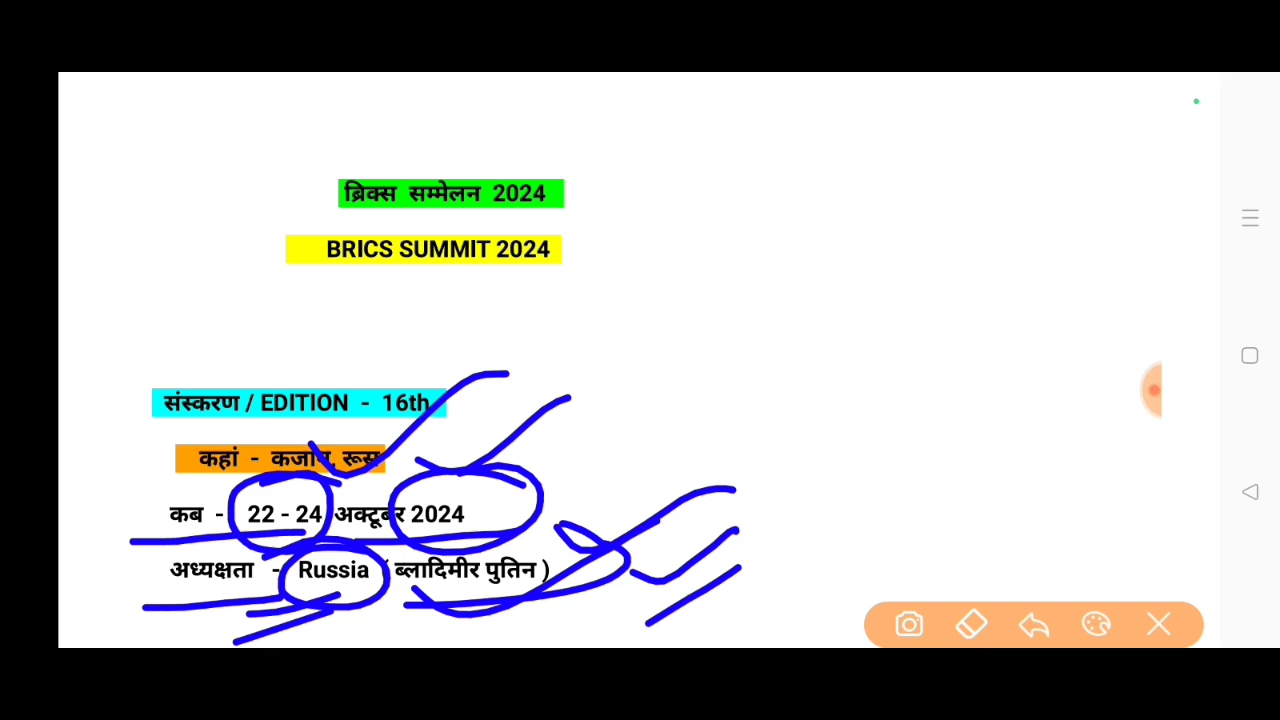 ब्रिक्स सम्मेलन 2024
BRICS SUMMIT 2024
संस्करण / EDITION - 16th
कहां - कजान, रूस
कब - 22 - 24 अक्टूबर 2024
अध्यक्षता - Russia ( ब्लादिमीर पुतिन )